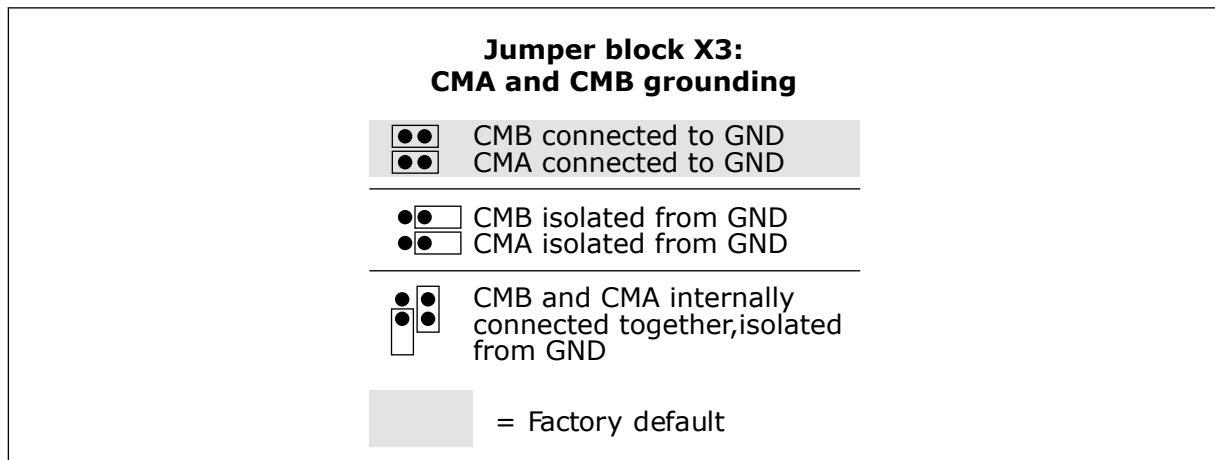 Jumper block X3:
CMA and CMB grounding
CMB connected to GND
CMA connected to GND
CMB isolated from GND
CMA isolated from GND
CMB and CMA internally
connected together,isolated
from GND
= Factory default